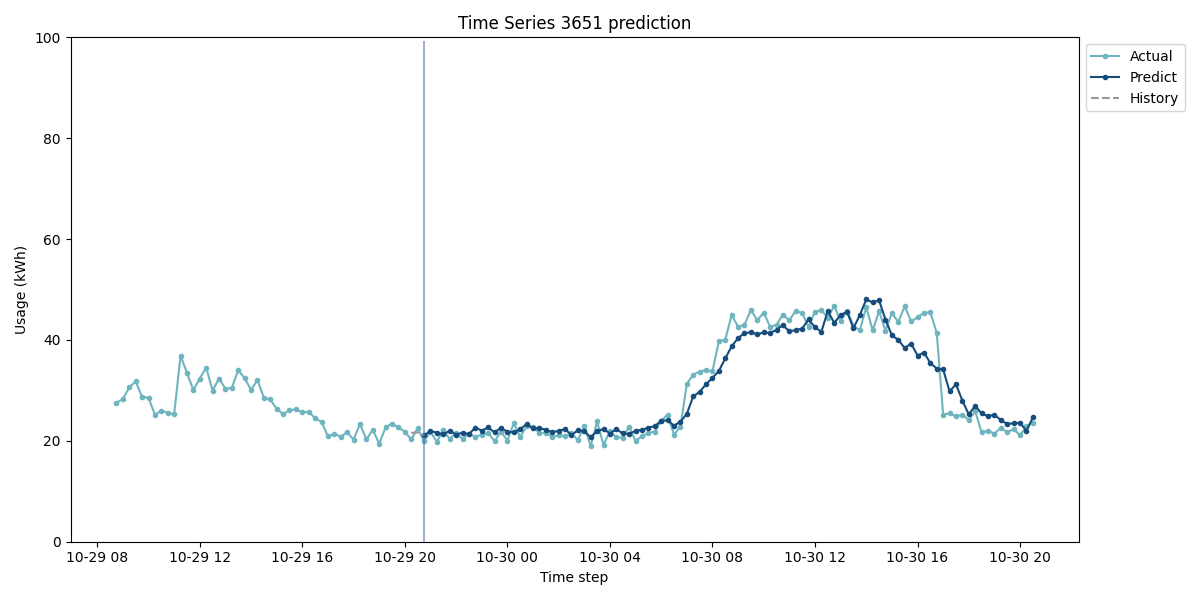 Time Series 3651 prediction
100
80
60
40
20
0
Usage (kWh)
10-29 08 10-29 12 10-29 16 10-29 20 10-30 00 10-30 04 10-30 08 10-30 12 10-30 16 10-30 20
Time step
Actual
Predict
History